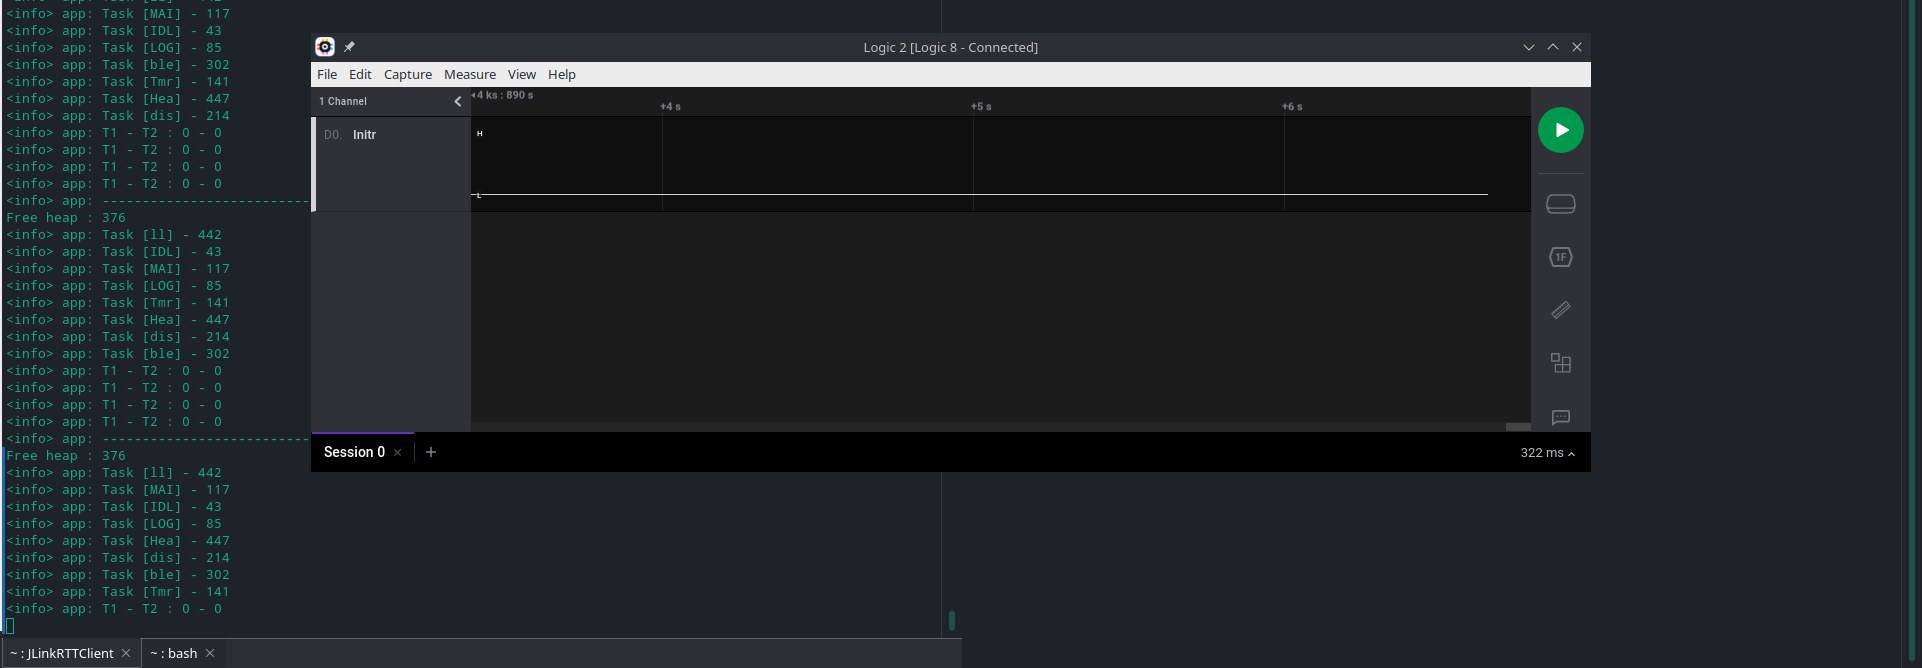 <info> app: Task [MAI] - 117
<info> app: Task [IDL] - 43
<info> app: Task [LOG] - 85
<info> app: Task [ble] - 302
<info> app: Task [Tmr] - 141
<info> app: Task [Hea] - 447
<info> app: Task [dis] - 214
<info> app: T1 - T2 : 0 - 0
<info> app: T1 - T2 : 0 - 0
<info> app: T1 - T2 : 0 - 0
<info> app: T1 - T2 : 0 - 0
<info> app: --------------------------
Free heap : 376
<info> app: Task [ll] - 442
<info> app: Task [IDL] - 43
<info> app: Task [MAI] - 117
<info> app: Task [LOG] - 85
<info> app: Task [Tmr] - 141
<info> app: Task [Hea] - 447
<info> app: Task [dis] - 214
<info> app: Task [ble] - 302
<info> app: T1 - T2 : 0 - 0
<info> app: T1 - T2 : 0 - 0
<info> app: T1 - T2 : 0 - 0
<info> app: T1 - T2 : 0 - 0
<info> app: --------------------------
Free heap : 376
<info> app: Task [ll] - 442
<info> app: Task [MAI] - 117
<info> app: Task [IDL] - 43
<info> app: Task [LOG] - 85
<info> app: Task [Hea] - 447
<info> app: Task [dis] - 214
<info> app: Task [ble] - 302
<info> app: Task [Tmr] - 141
<info> app: T1 - T2 : 0 - 0
~ : JLinkRTTClient
~ : bash
Logic 2 [Logic 8 - Connected]
File Edit Capture Measure View Help
1 Channel
4 ks : 890 s
+4 s
+5 s
+6 s
D0. Initr
H
L
1F
Session 0
322 ms